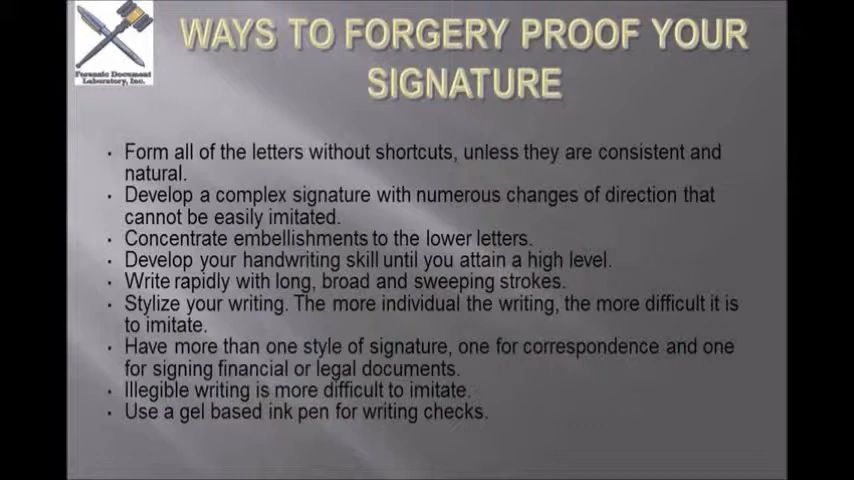 Forensic Document
Laboratory, Inc.
WAYS TO FORGERY PROOF YOUR
SIGNATURE
• Form all of the letters without shortcuts, unless they are consistent and
natural.
• Develop a complex signature with numerous changes of direction that
cannot be easily imitated.
• Concentrate embellishments to the lower letters.
• Develop your handwriting skill until you attain a high level.
• Write rapidly with long, broad and sweeping strokes.
• Stylize your writing. The more individual the writing, the more difficult it is
to imitate.
• Have more than one style of signature, one for correspondence and one
for signing financial or legal documents.
• Illegible writing is more difficult to imitate.
• Use a gel based ink pen for writing checks.